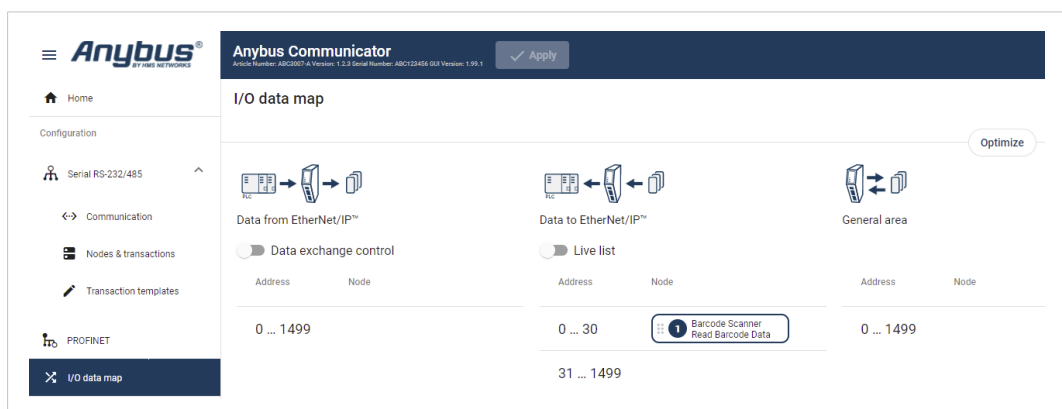 Anybus®
BY HMS NETWORKS
Anybus Communicator
Article Number: ABC3007-A Version: 1.2.3 Serial Number: ABC123456 GUI Version: 1.99.1
Apply
Home
Configuration
Serial RS-232/485
Communication
Nodes & transactions
Transaction templates
PROFINET
I/O data map
I/O data map
Optimize
PLC
Data from EtherNet/IP™
Data exchange control
Address Node
0 ... 1499
PLC
Data to EtherNet/IP™
Live list
Address Node
0 ... 30
1
Barcode Scanner
Read Barcode Data
31 ... 1499
General area
Address Node
0 ... 1499